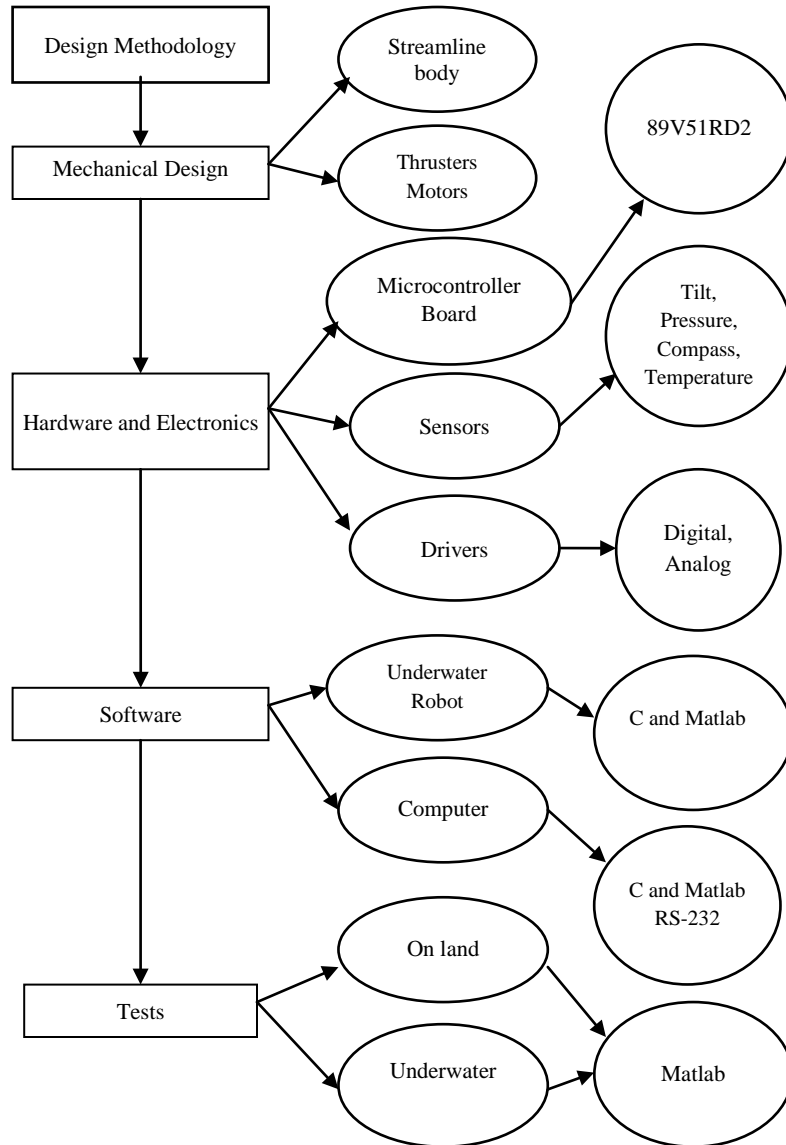 Design Methodology
Streamline
body
89V51RD2
Mechanical Design
Thrusters
Motors
Microcontroller
Board
Tilt,
Pressure,
Compass,
Temperature
Hardware and Electronics
Sensors
Drivers
Digital,
Analog
Underwater
Robot
Software
C and Matlab
Computer
C and Matlab
RS-232
On land
Tests
Underwater
Matlab